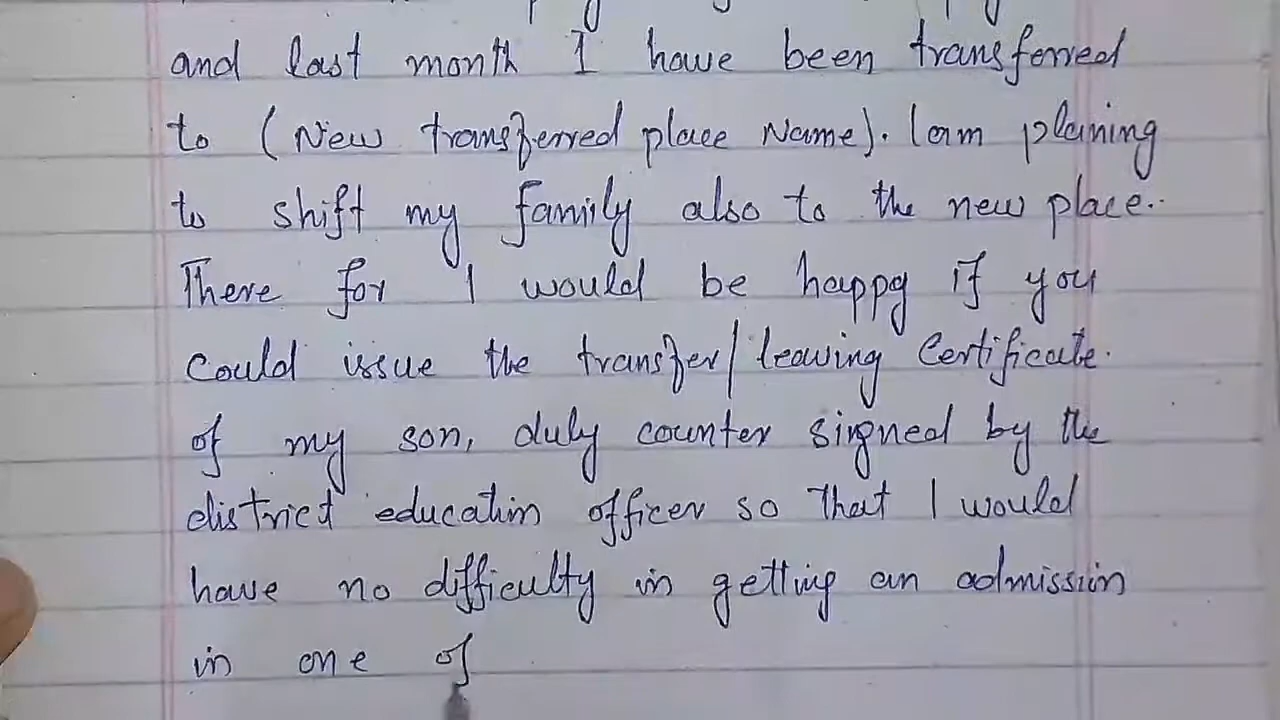 and last month I have been transferred
to (New transferred place Name). I am planing
to shift my family also to the new place..
There for I would be happy if you
could issue the transfer/leaving Certificate.
of my son, duly counter signed by the
district education officer so that I would
have no difficulty in getting an admission
in one of